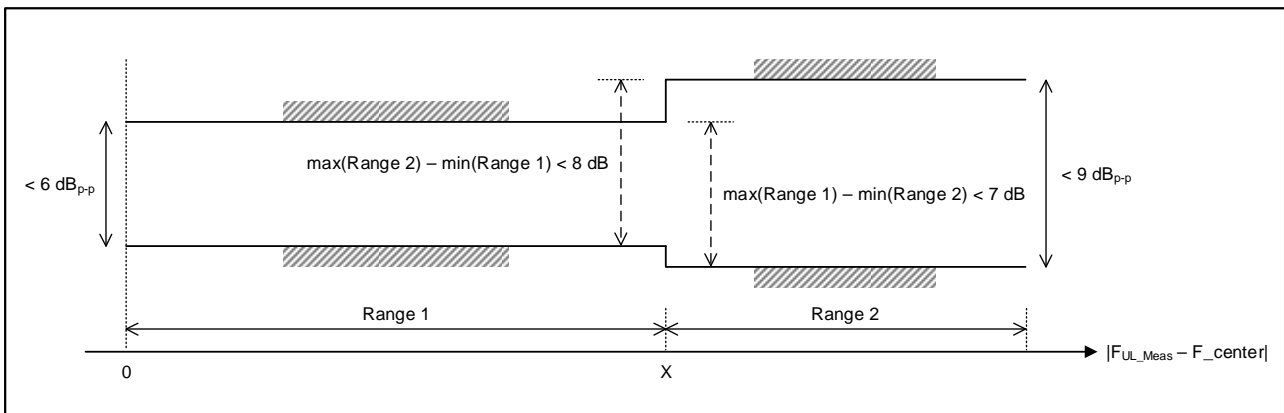 max(Range 2) – min(Range 1) < 8 dB
< 6 dBp-p
< 9 dBp-p
max(Range 1) – min(Range 2) < 7 dB
Range 1
Range 2
|FUL_Meas – F_center|
0
X